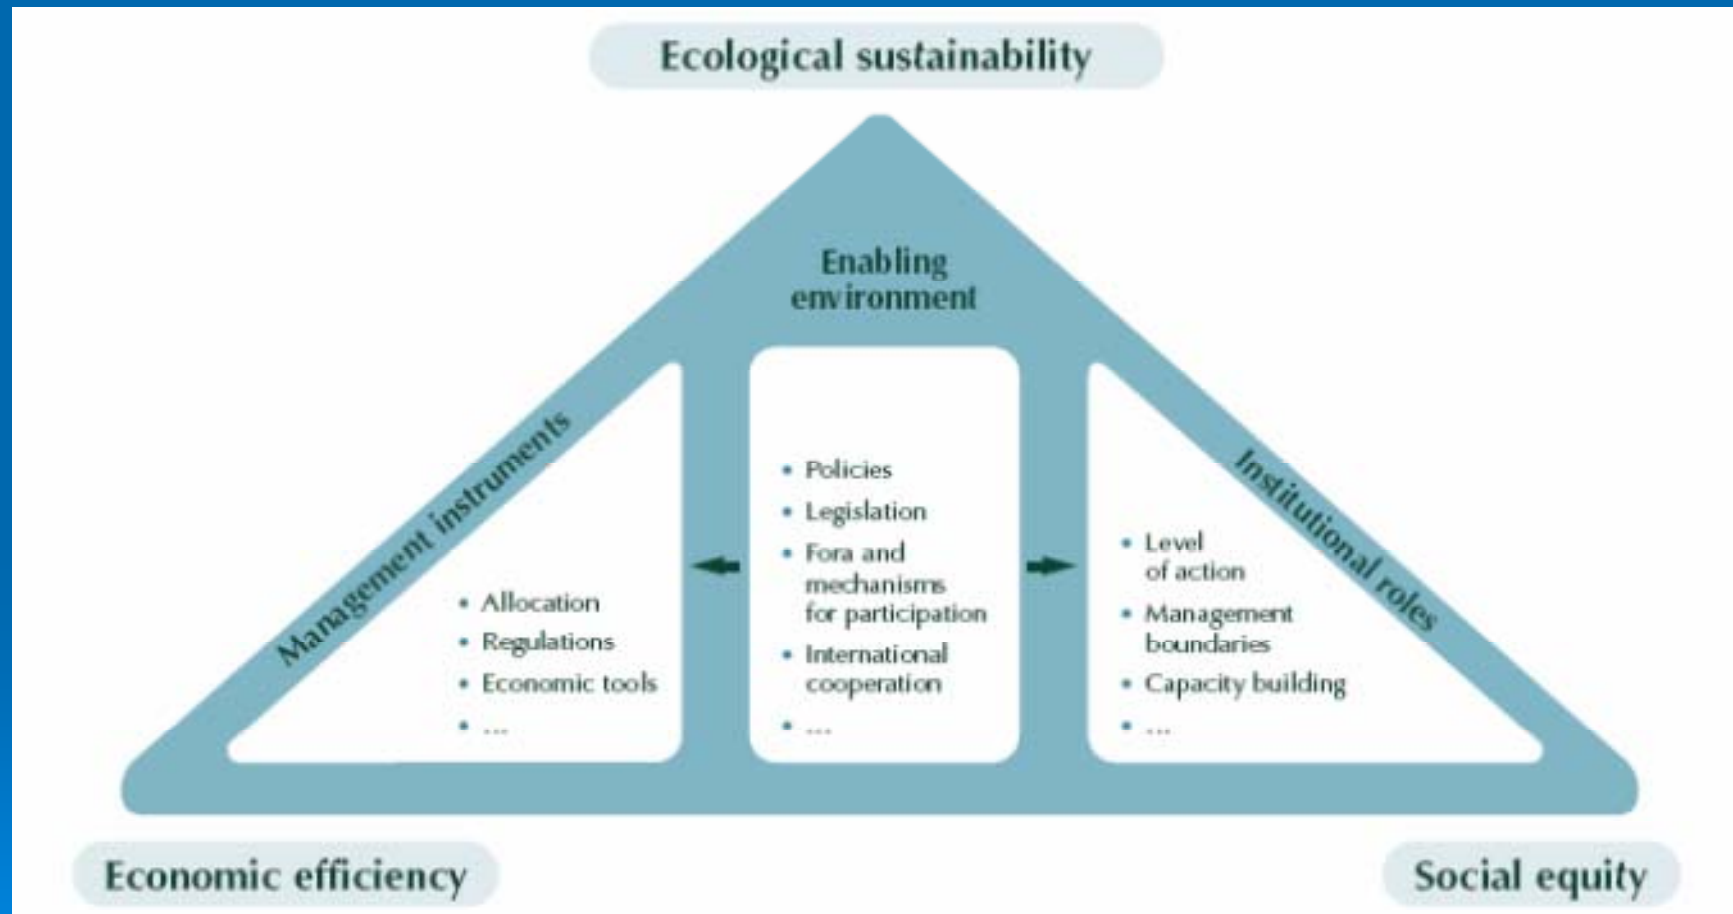 Ecological sustainability
Enabling
environment
Management instruments
• Allocation
• Regulations
• Economic tools
• ...
• Policies
• Legislation
• Fora and
mechanisms
for participation
• International
cooperation
• ...
Institutional roles
• Level
of action
• Management
boundaries
• Capacity building
• ...
Economic efficiency
Social equity